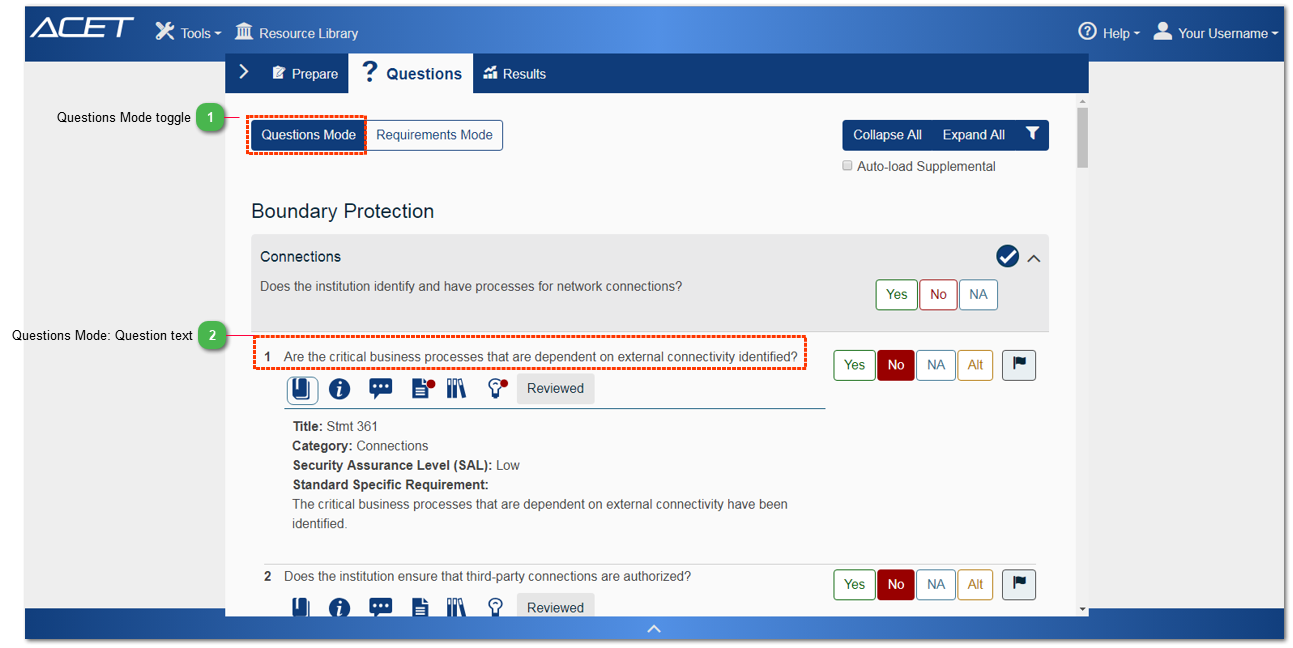 ACET Tools Resource Library Help Your Username
Prepare ? Questions Results
Questions Mode toggle 1
Questions Mode Requirements Mode Collapse All Expand All
Auto-load Supplemental
Boundary Protection
Connections
Does the institution identify and have processes for network connections?
Yes No NA
Questions Mode: Question text 2
1 Are the critical business processes that are dependent on external connectivity identified?
Yes No NA Alt
Reviewed
Title: Stmt 361
Category: Connections
Security Assurance Level (SAL): Low
Standard Specific Requirement:
The critical business processes that are dependent on external connectivity have been
identified.
2 Does the institution ensure that third-party connections are authorized?
Yes No NA Alt
Reviewed